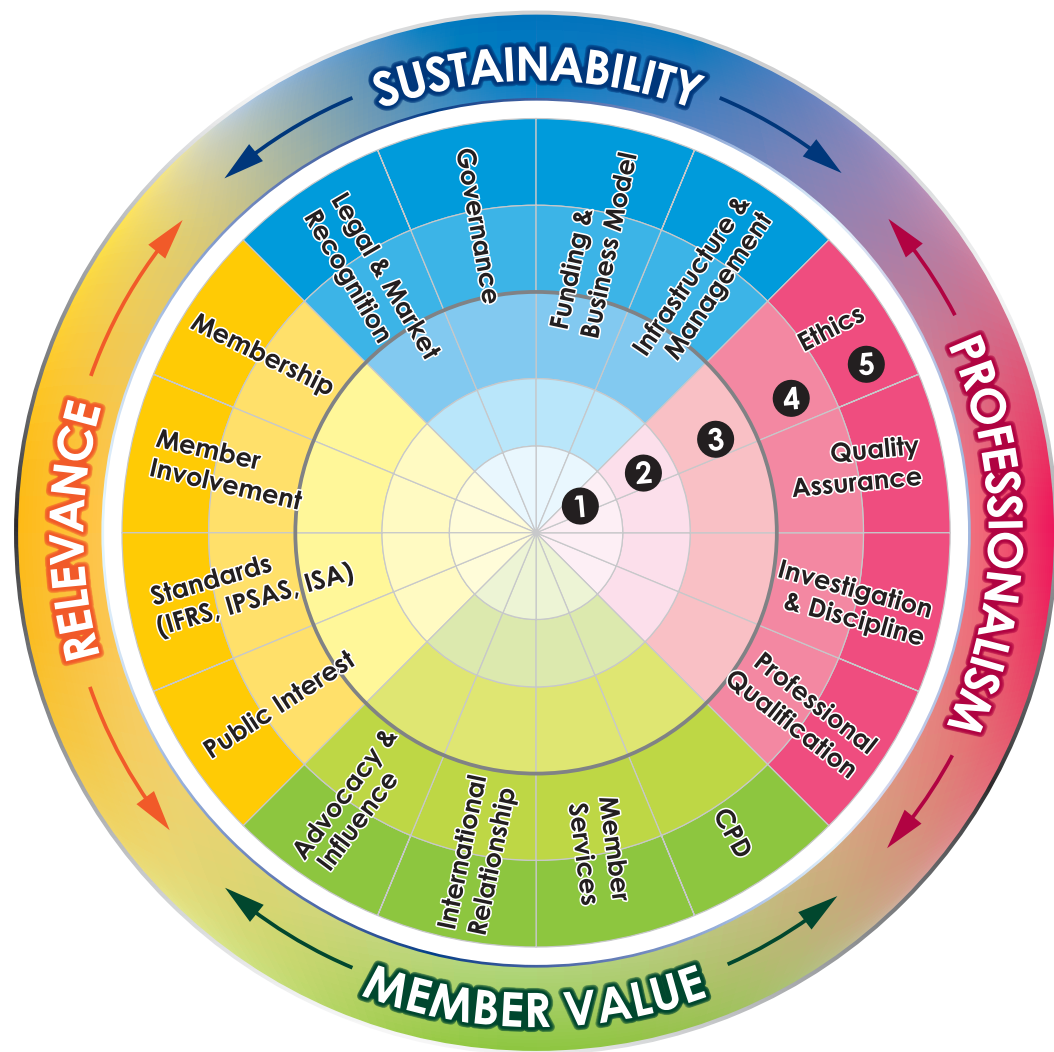 SUSTAINABILITY
Legal & Market
Recognition
Governance
Funding &
Business Model
Infrastructure &
Management
PROFESSIONALISM
Ethics
5
4
3
2
1
Quality
Assurance
Investigation
& Discipline
Professional
Qualification
CPD
Member
Services
International
Relationship
Advocacy &
Influence
MEMBER VALUE
RELEVANCE
Membership
Member
Involvement
Standards
(IFRS, IPSAS, ISA)
Public Interest